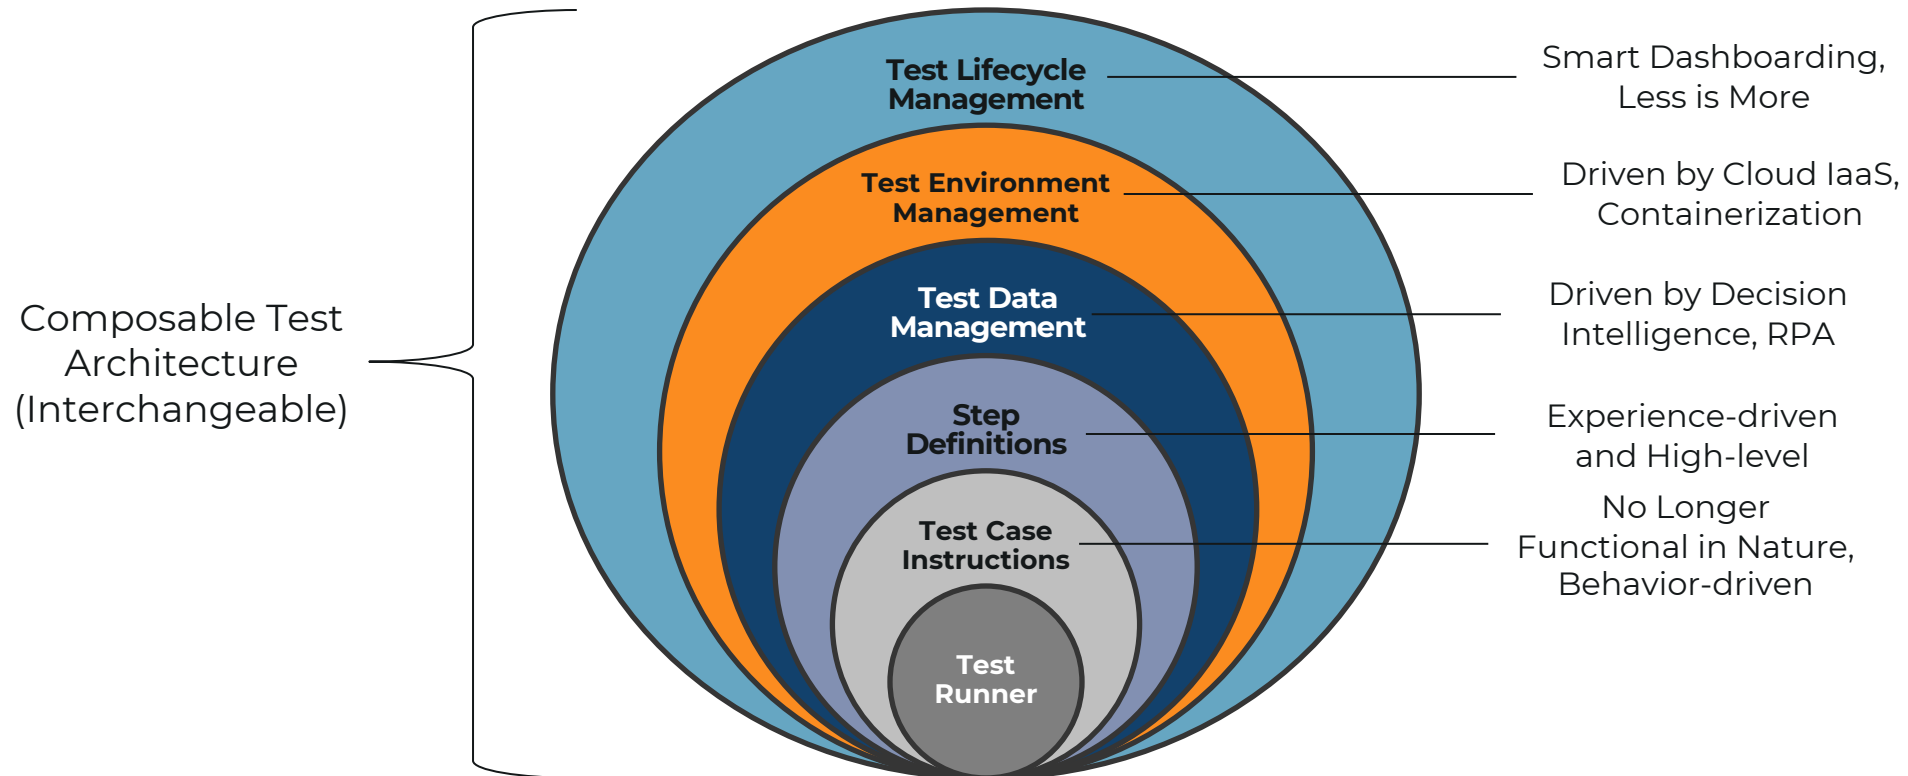 Composable Test
Architecture
(Interchangeable)
Test Lifecycle
Management
Test Environment
Management
Test Data
Management
Step
Definitions
Test Case
Instructions
Test
Runner
Smart Dashboarding,
Less is More
Driven by Cloud IaaS,
Containerization
Driven by Decision
Intelligence, RPA
Experience-driven
and High-level
No Longer
Functional in Nature,
Behavior-driven